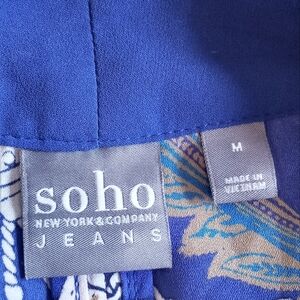 soho
NEW YORK & COMPANY
JEANS
M
MADE IN
VIETNAM